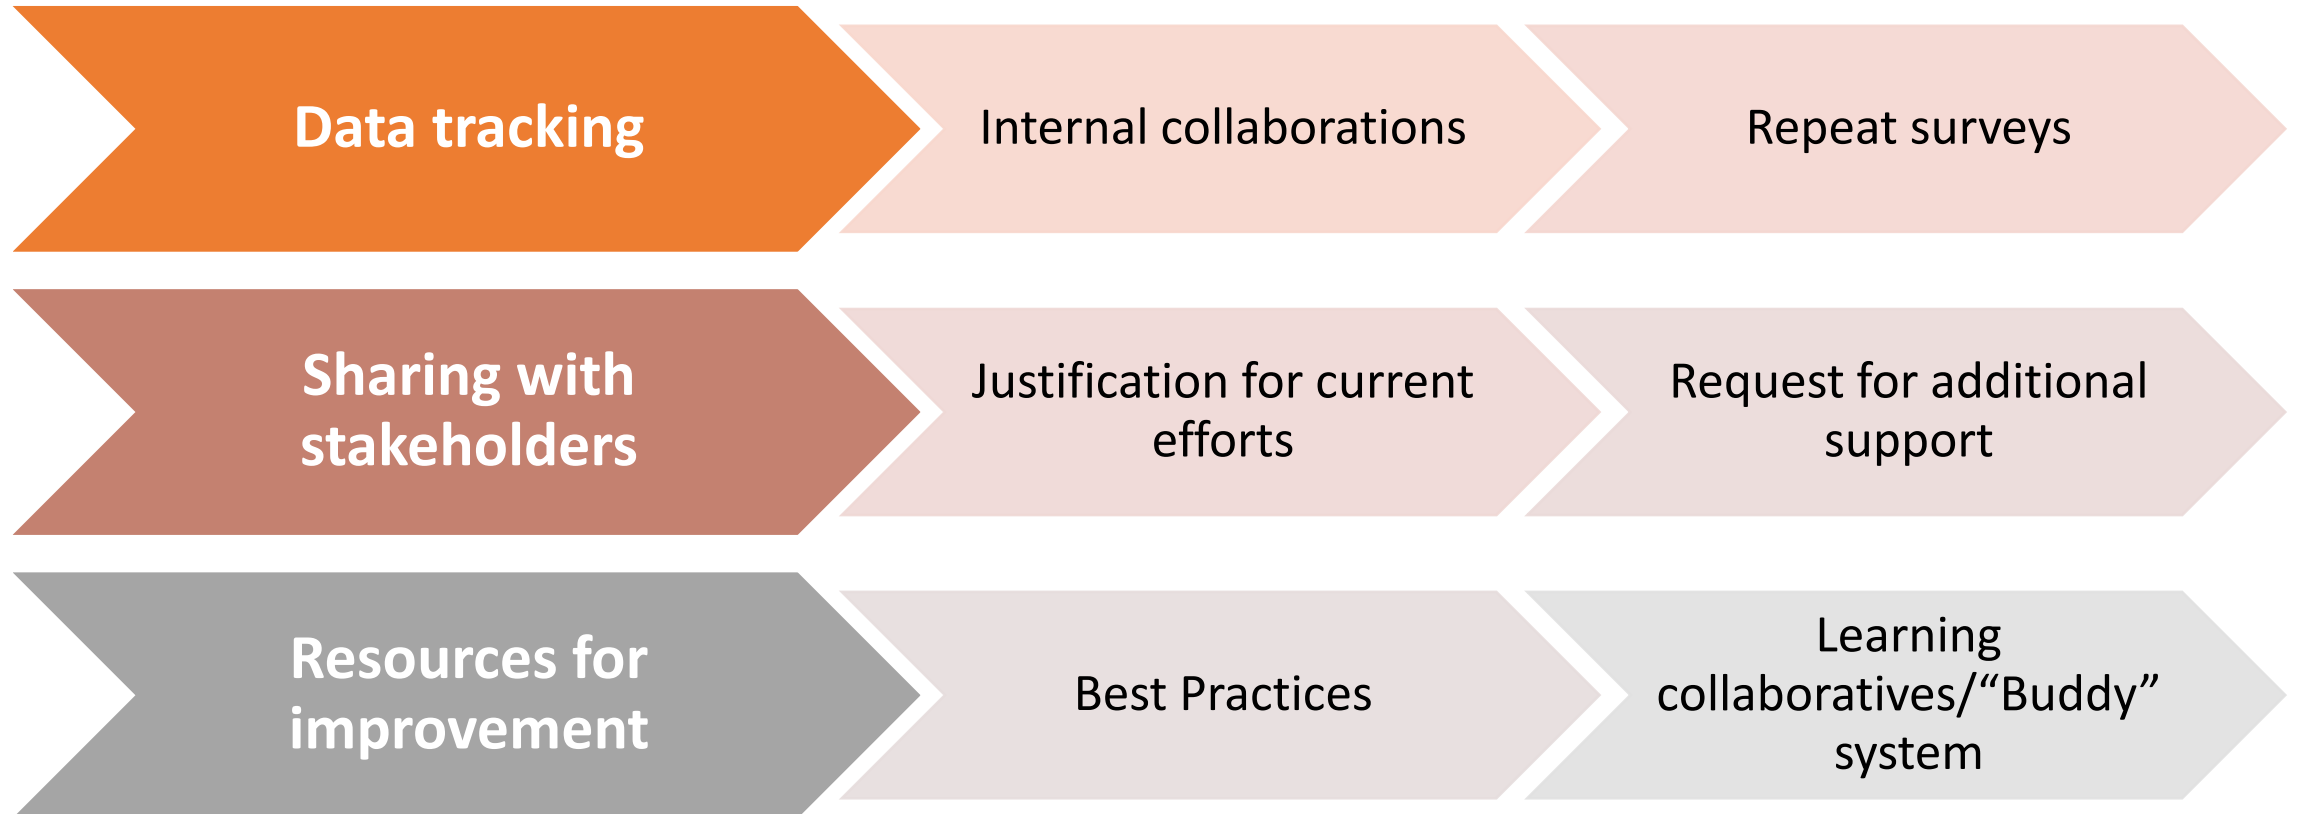 Data tracking
Internal collaborations
Repeat surveys
Sharing with
stakeholders
Justification for current
efforts
Request for additional
support
Resources for
improvement
Best Practices
Learning
collaboratives/“Buddy”
system